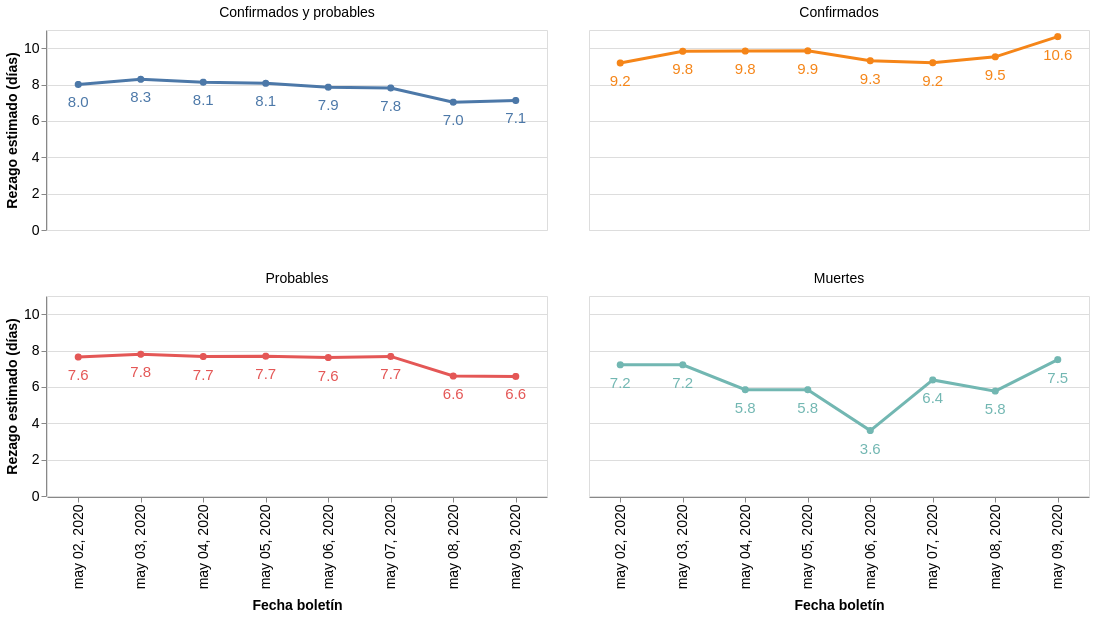 Confirmados y probables
Confirmados
Rezago estimado (días)
10
8
6
4
2
0
8.0
8.3
8.1
8.1
7.9
7.8
7.0
7.1
9.2
9.8
9.8
9.9
9.3
9.2
9.5
10.6
Probables
Muertes
Rezago estimado (días)
10
8
6
4
2
0
7.6
7.8
7.7
7.7
7.6
7.7
6.6
6.6
7.2
7.2
5.8
5.8
3.6
6.4
5.8
7.5
may 02, 2020
may 03, 2020
may 04, 2020
may 05, 2020
may 06, 2020
may 07, 2020
may 08, 2020
may 09, 2020
may 02, 2020
may 03, 2020
may 04, 2020
may 05, 2020
may 06, 2020
may 07, 2020
may 08, 2020
may 09, 2020
Fecha boletín
Fecha boletín